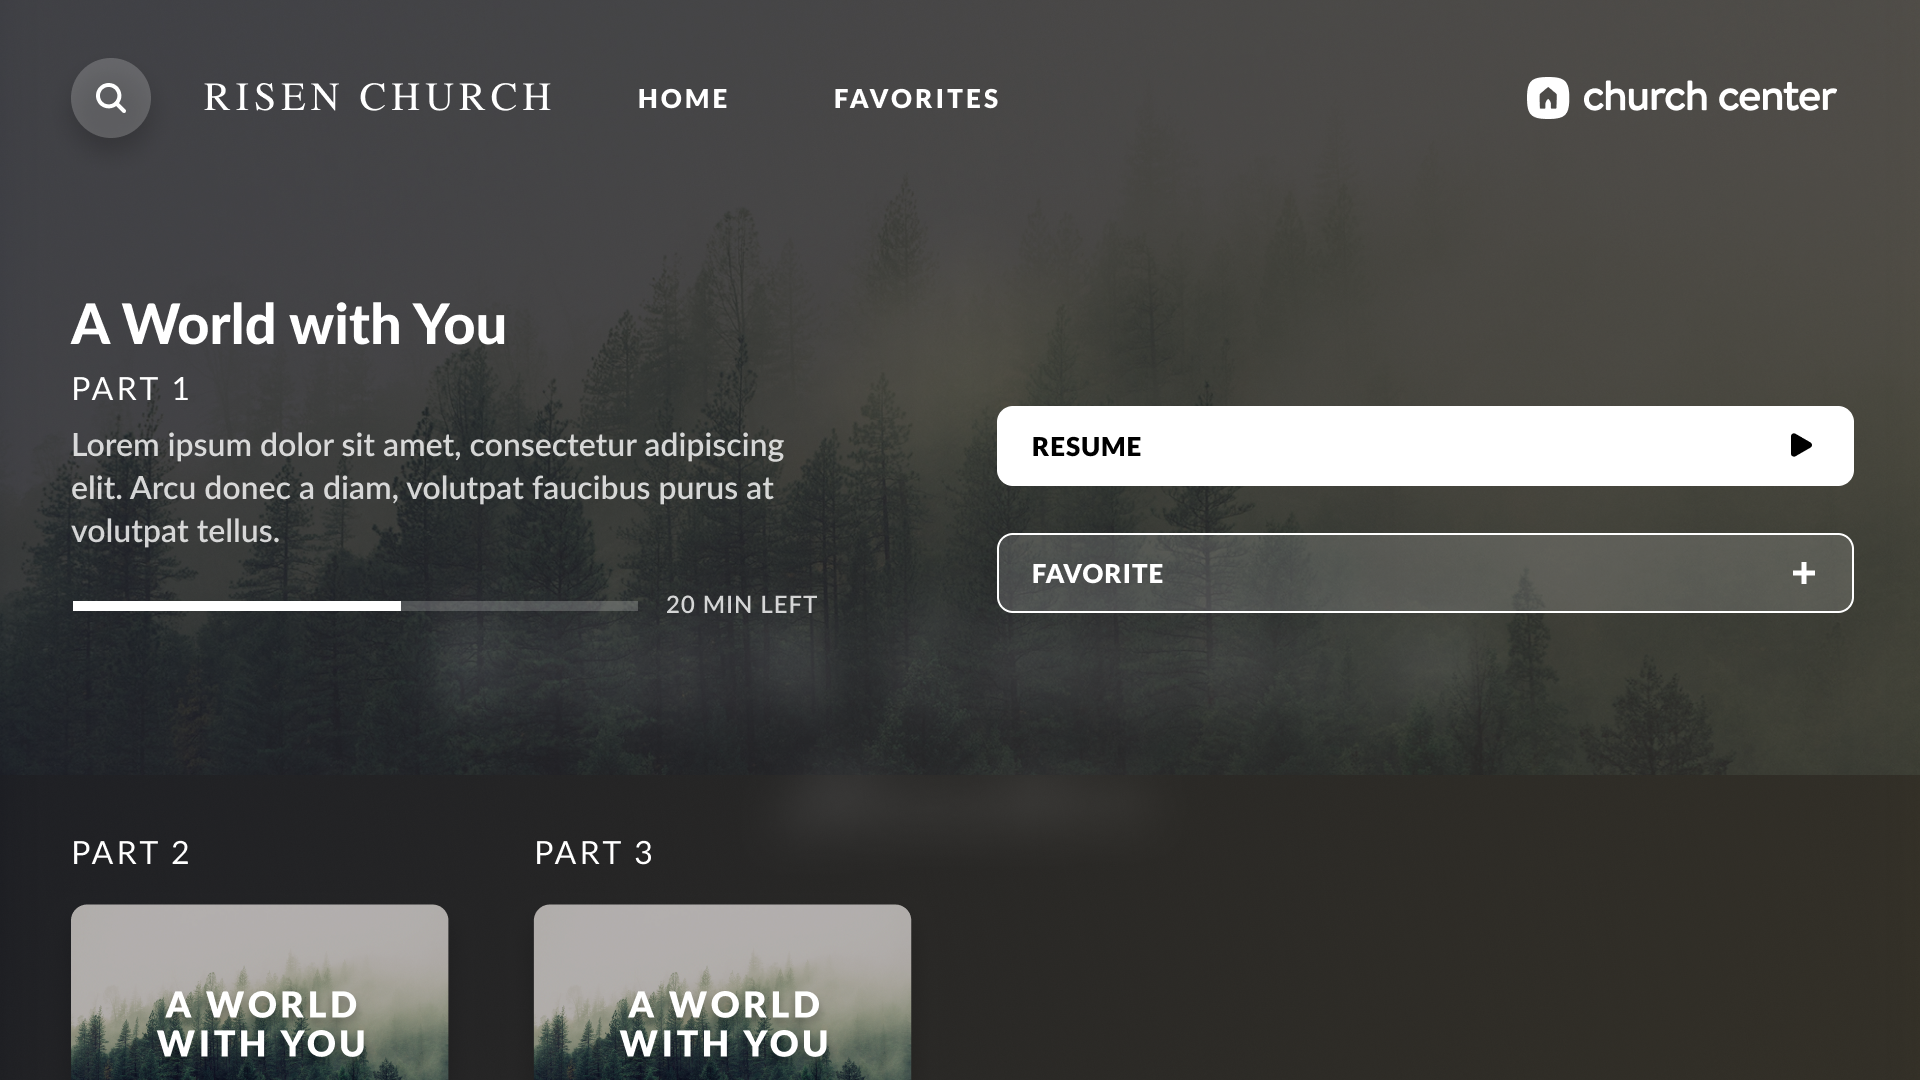 RISEN CHURCH
HOME
FAVORITES
church center
A World with You
PART 1
Lorem ipsum dolor sit amet, consectetur adipiscing
elit. Arcu donec a diam, volutpat faucibus purus at
volutpat tellus.
20 MIN LEFT
RESUME
FAVORITE
PART 2
PART 3
A WORLD
WITH YOU
A WORLD
WITH YOU